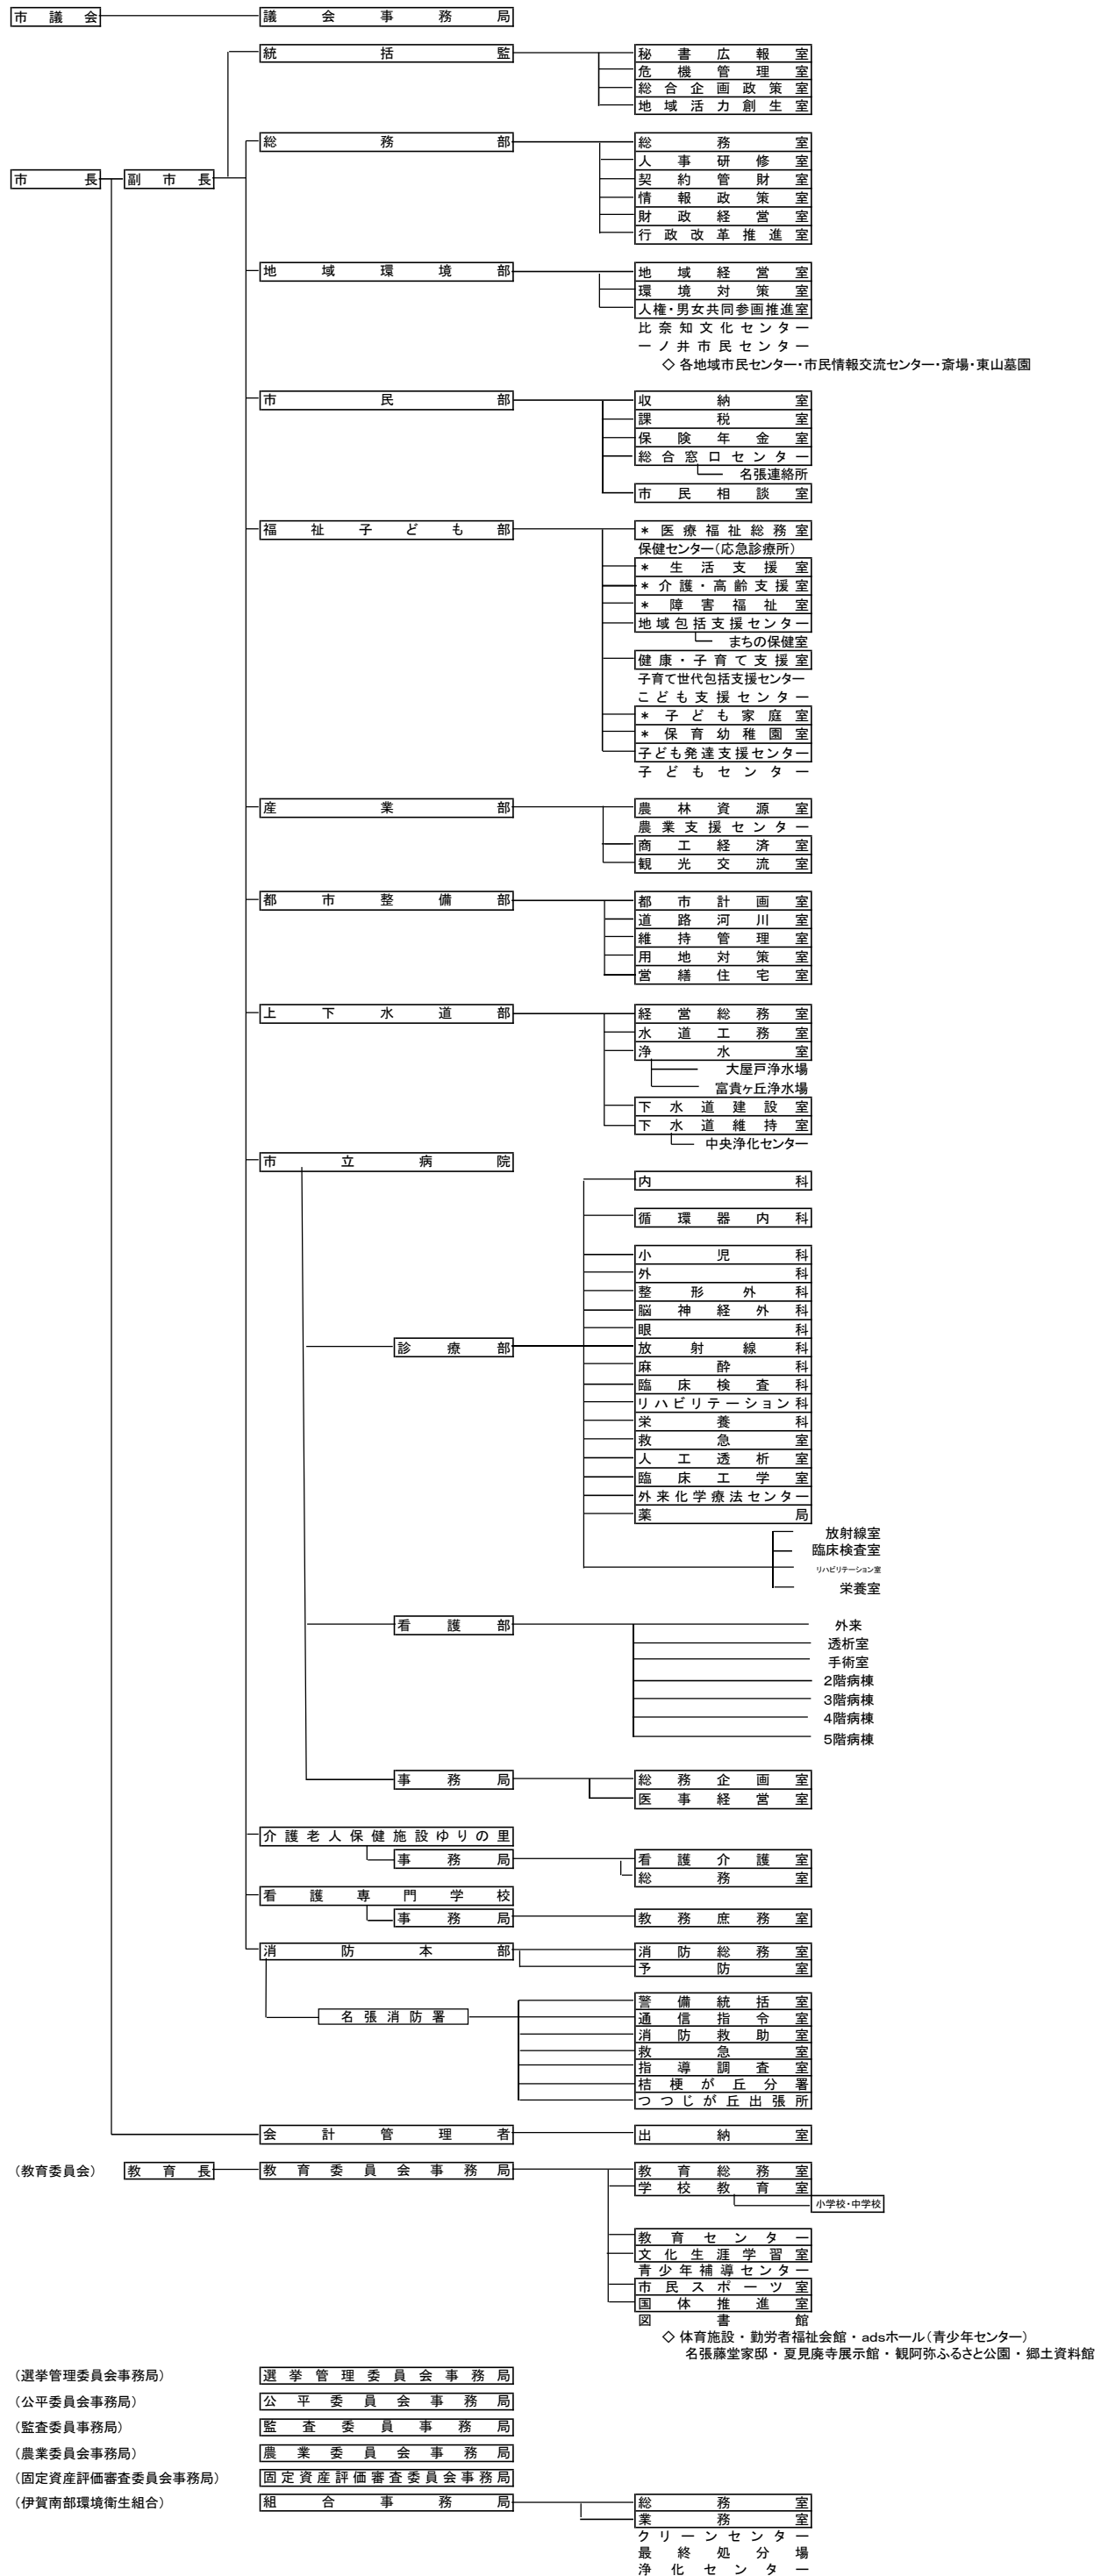 市議会 議会事務局
統括監 秘書広報室
危機管理室
総合企画政策室
地域活力創生室
総務部 総務室
人事研修室
市長 副市長 契約管財室
情報政策室
財政経営室
行政改革推進室
地域環境部 地域経営室
環境対策室
人権・男女共同参画推進室
比奈知文化センター
一ノ井市民センター
◇ 各地域市民センター・市民情報交流センター・斎場・東山墓園
市民部 収納室
課税室
保険年金室
総合窓口センター
名張連絡所
市民相談室
福祉子ども部 * 医療福祉総務室
保健センター（応急診療所）
* 生活支援室
* 介護・高齢支援室
* 障害福祉室
地域包括支援センター
まちの保健室
健康・子育て支援室
子育て世代包括支援センター
こども支援センター
* 子ども家庭室
* 保育幼稚園室
子ども発達支援センター
子どもセンター
産業部 農林資源室
農業支援センター
商工経済室
観光交流室
都市整備部 都市計画室
道路河川室
維持管理室
用地対策室
営繕住宅室
上下水道部 経営総務室
水道工務室
浄水室
大屋戸浄水場
富貴ヶ丘浄水場
下水道建設室
下水道維持室
中央浄化センター
市立病院
内科
循環器内科
小児科
外科
整形外科
脳神経外科
眼科
診療部 放射線科
麻酔科
臨床検査科
リハビリテーション科
栄養科
救急室
人工透析室
臨床工学室
外来化学療法センター
薬局
放射線室
臨床検査室
リハビリテーション室
栄養室
看護部 外来
透析室
手術室
2階病棟
3階病棟
4階病棟
5階病棟
事務局 総務企画室
医事経営室
介護老人保健施設ゆりの里
事務局 看護介護室
総務室
看護専門学校
事務局 教務庶務室
消防本部 消防総務室
予防室
警備統括室
名張消防署 通信指令室
消防救助室
救急室
指導調査室
桔梗が丘分署
つつじが丘出張所
会計管理者 出納室
（教育委員会） 教育長 教育委員会事務局 教育総務室
学校教育室
小学校・中学校
教育センター
文化生涯学習室
青少年補導センター
市民スポーツ室
国体推進室
図書館
◇ 体育施設・勤労者福祉会館・adsホール（青少年センター）
名張藤堂家邸・夏見廃寺展示館・観阿弥ふるさと公園・郷土資料館
（選挙管理委員会事務局） 選挙管理委員会事務局
（公平委員会事務局） 公平委員会事務局
（監査委員事務局） 監査委員事務局
（農業委員会事務局） 農業委員会事務局
（固定資産評価審査委員会事務局） 固定資産評価審査委員会事務局
（伊賀南部環境衛生組合） 組合事務局 総務室
業務室
クリーンセンター
最終処分場
浄化センター